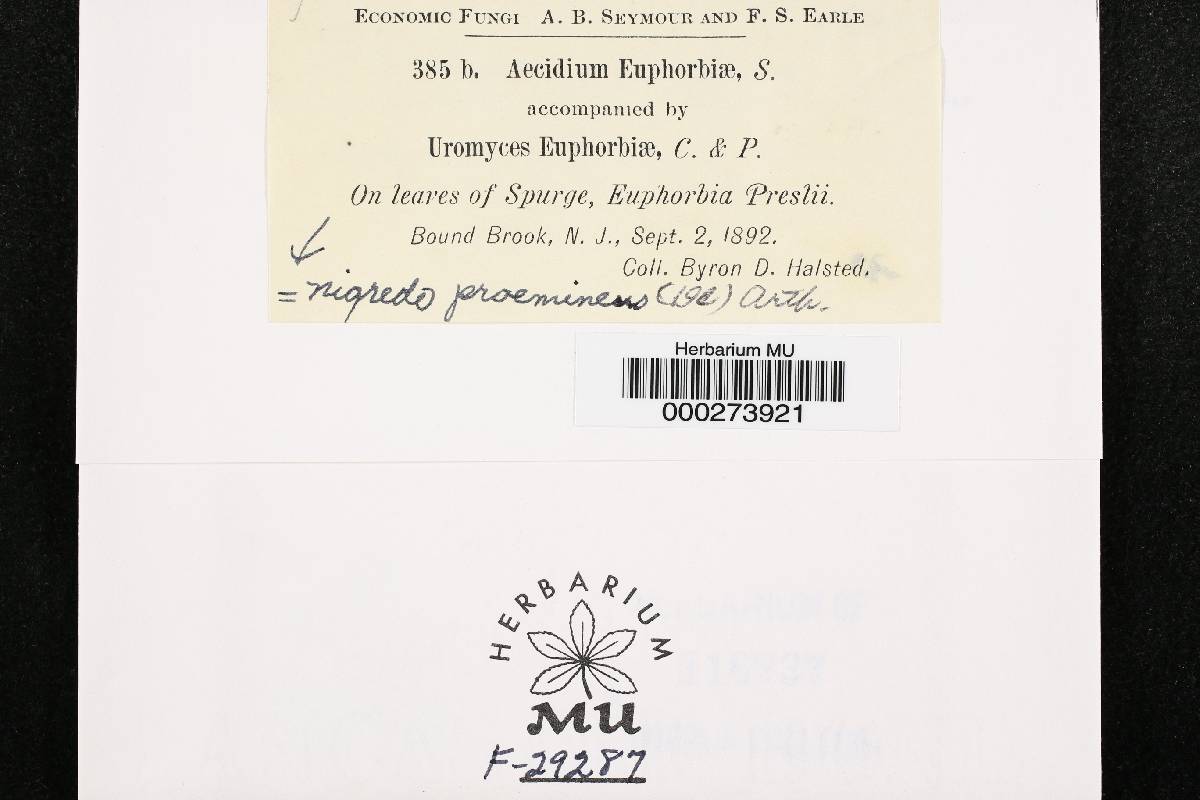 ECONOMIC FUNGI A. B. SEYMOUR AND F. S. EARLE
385 b. Aecidium Euphorbiæ, S.
accompanied by
Uromyces Euphorbiæ, C. & P.
On leaves of Spurge, Euphorbia Preslii.
Bound Brook, N. J., Sept. 2, 1892.
Coll. Byron D. Halsted.
= nigredo proeminens (DC) Arth.
Herbarium MU
000273921
HERBARIUM
MU
F-29287